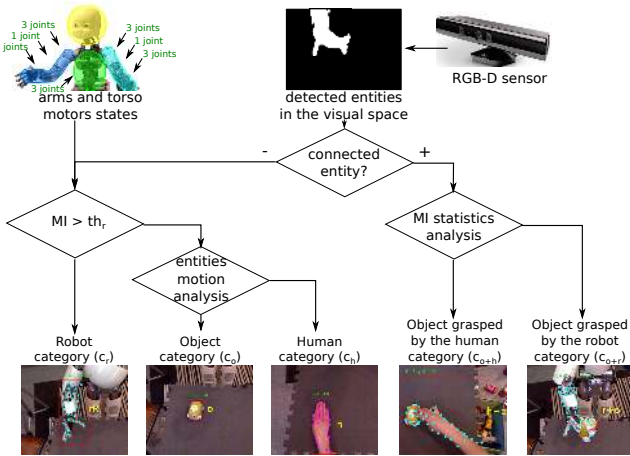 3 joints
1 joint
joints
3 joints
1 joint
3 joints
3 joints
arms and torso
motors states
detected entities
in the visual space
RGB-D sensor
-
connected
entity?
+
MI > th_r
MI statistics
analysis
entities
motion
analysis
Robot
category (c_r)
Object
category (c_o)
Human
category (c_h)
Object grasped
by the human
category (c_o+h)
Object grasped
by the robot
category (c_o+r)